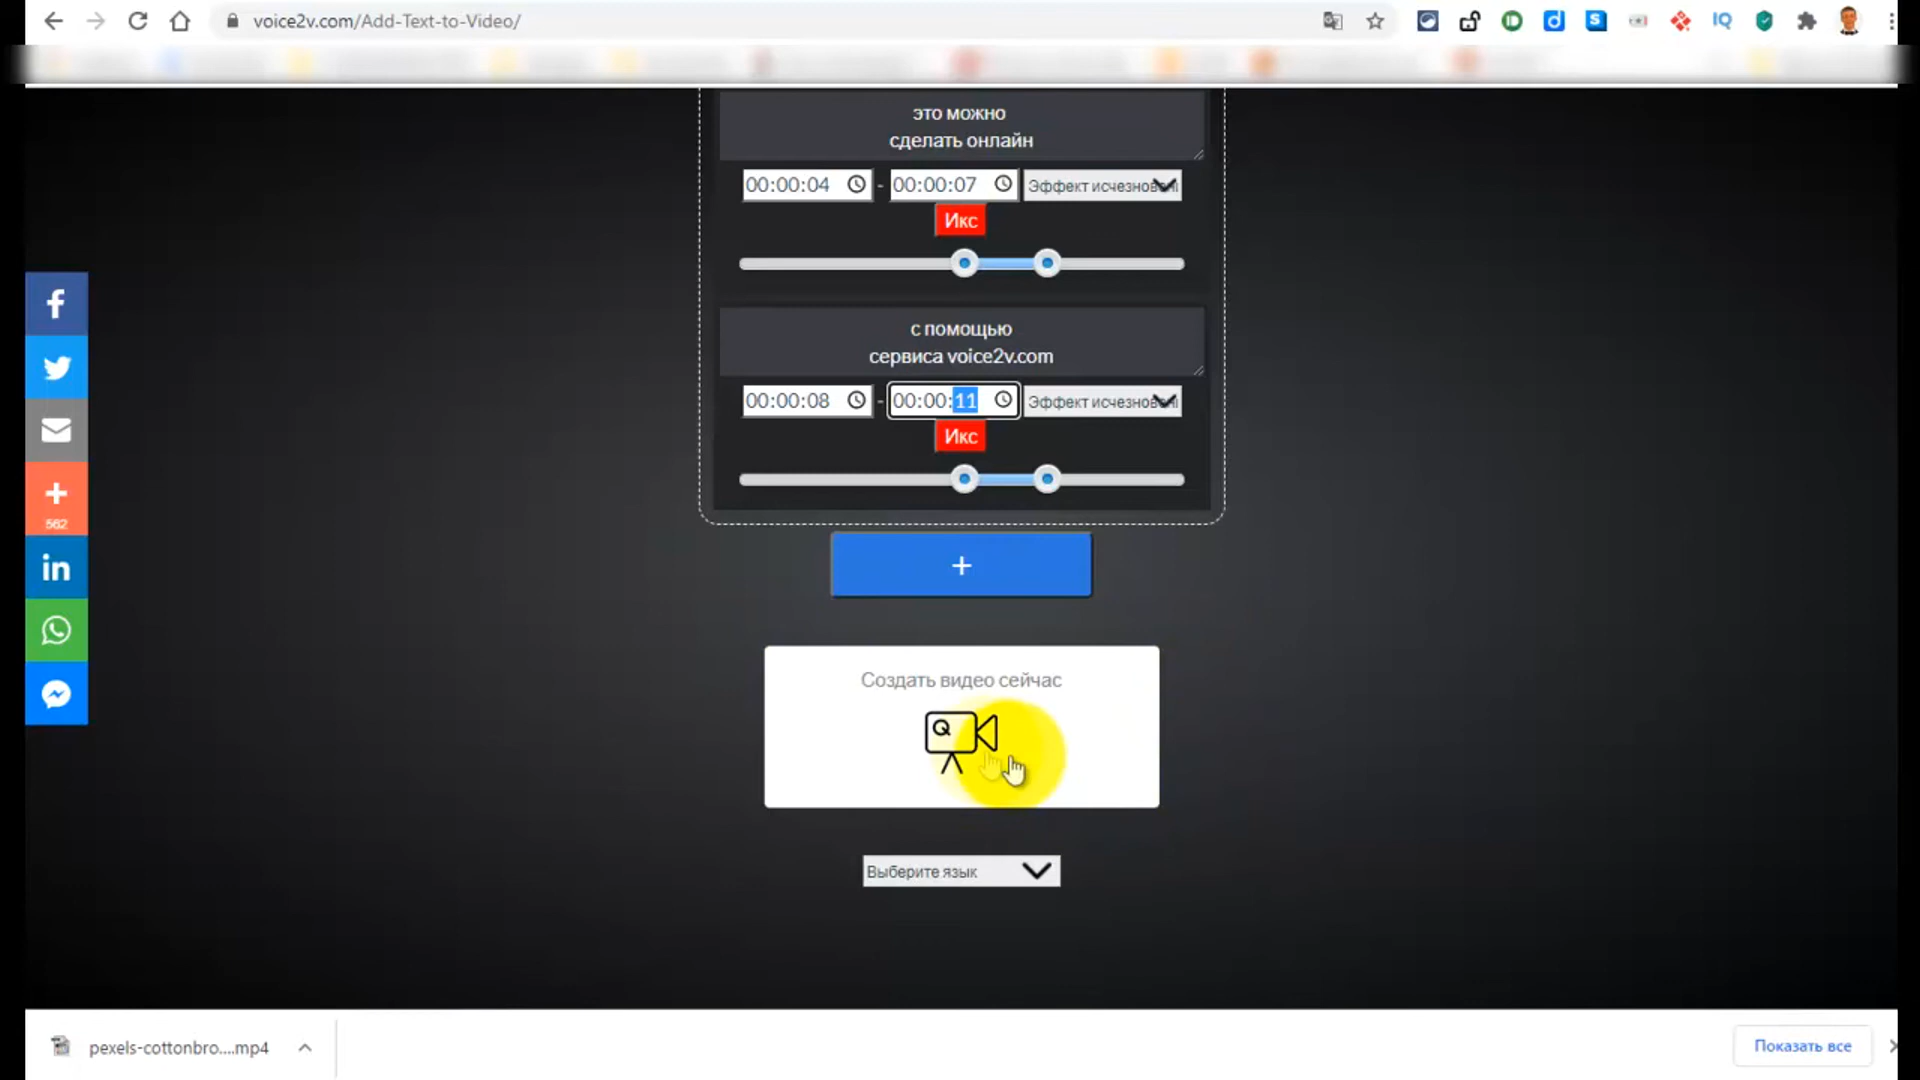 voice2v.com/Add-Text-to-Video/
это можно
сделать онлайн
00:00:04 - 00:00:07 Эффект исчезнове
Икс
с помощью
сервиса voice2v.com
00:00:08 - 00:00:11 Эффект исчезнове
Икс
+
562
Создать видео сейчас
Выберите язык
pexels-cottonbro....mp4
Показать все